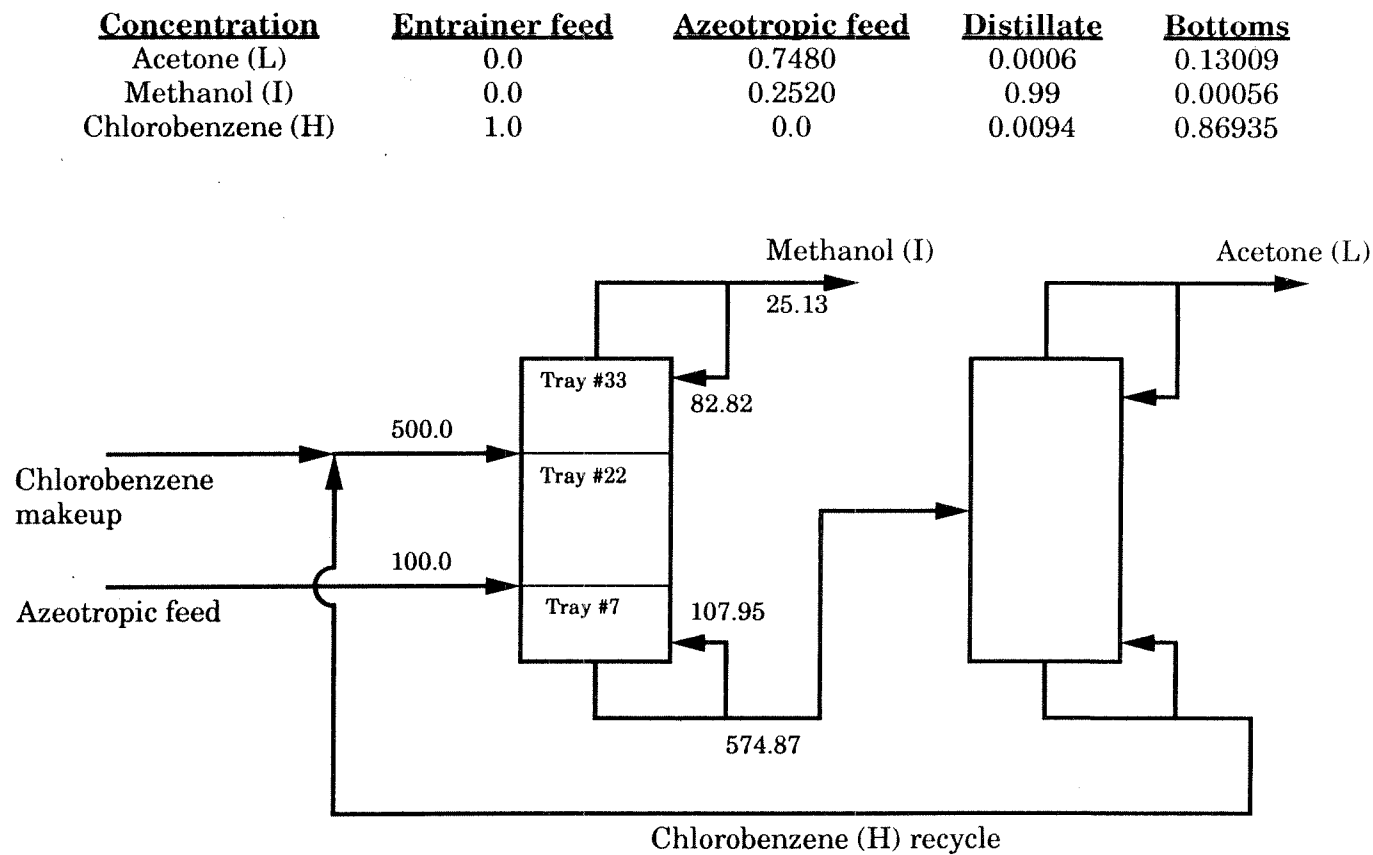 Concentration Entrainer feed Azeotropic feed Distillate Bottoms
Acetone (L) 0.0 0.7480 0.0006 0.13009
Methanol (I) 0.0 0.2520 0.99 0.00056
Chlorobenzene (H) 1.0 0.0 0.0094 0.86935
Methanol (I)
Acetone (L)
25.13
Tray #33
82.82
500.0
Chlorobenzene
makeup
Tray #22
100.0
Azeotropic feed
Tray #7
107.95
574.87
Chlorobenzene (H) recycle